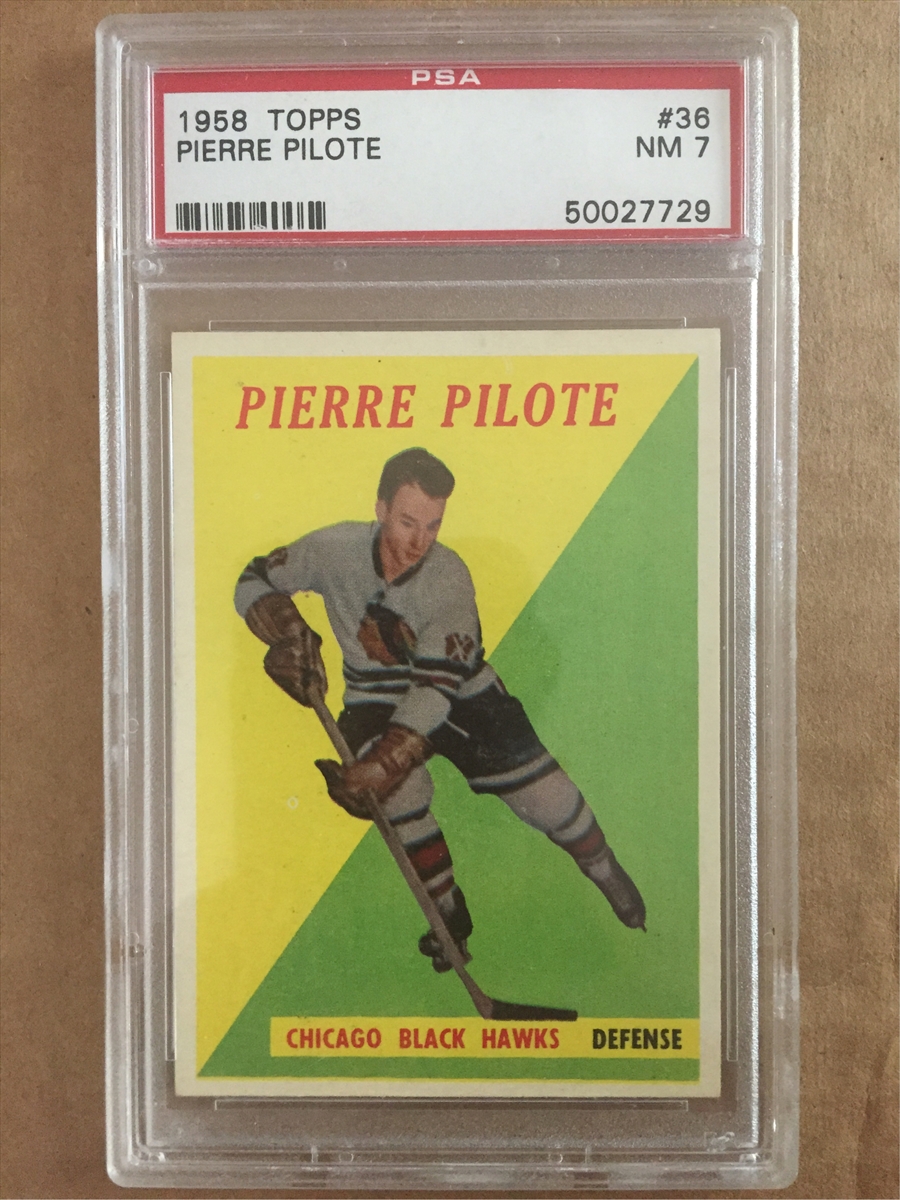 PSA
1958 TOPPS #36
PIERRE PILOTE NM 7
50027729
PIERRE PILOTE
CHICAGO BLACK HAWKS DEFENSE